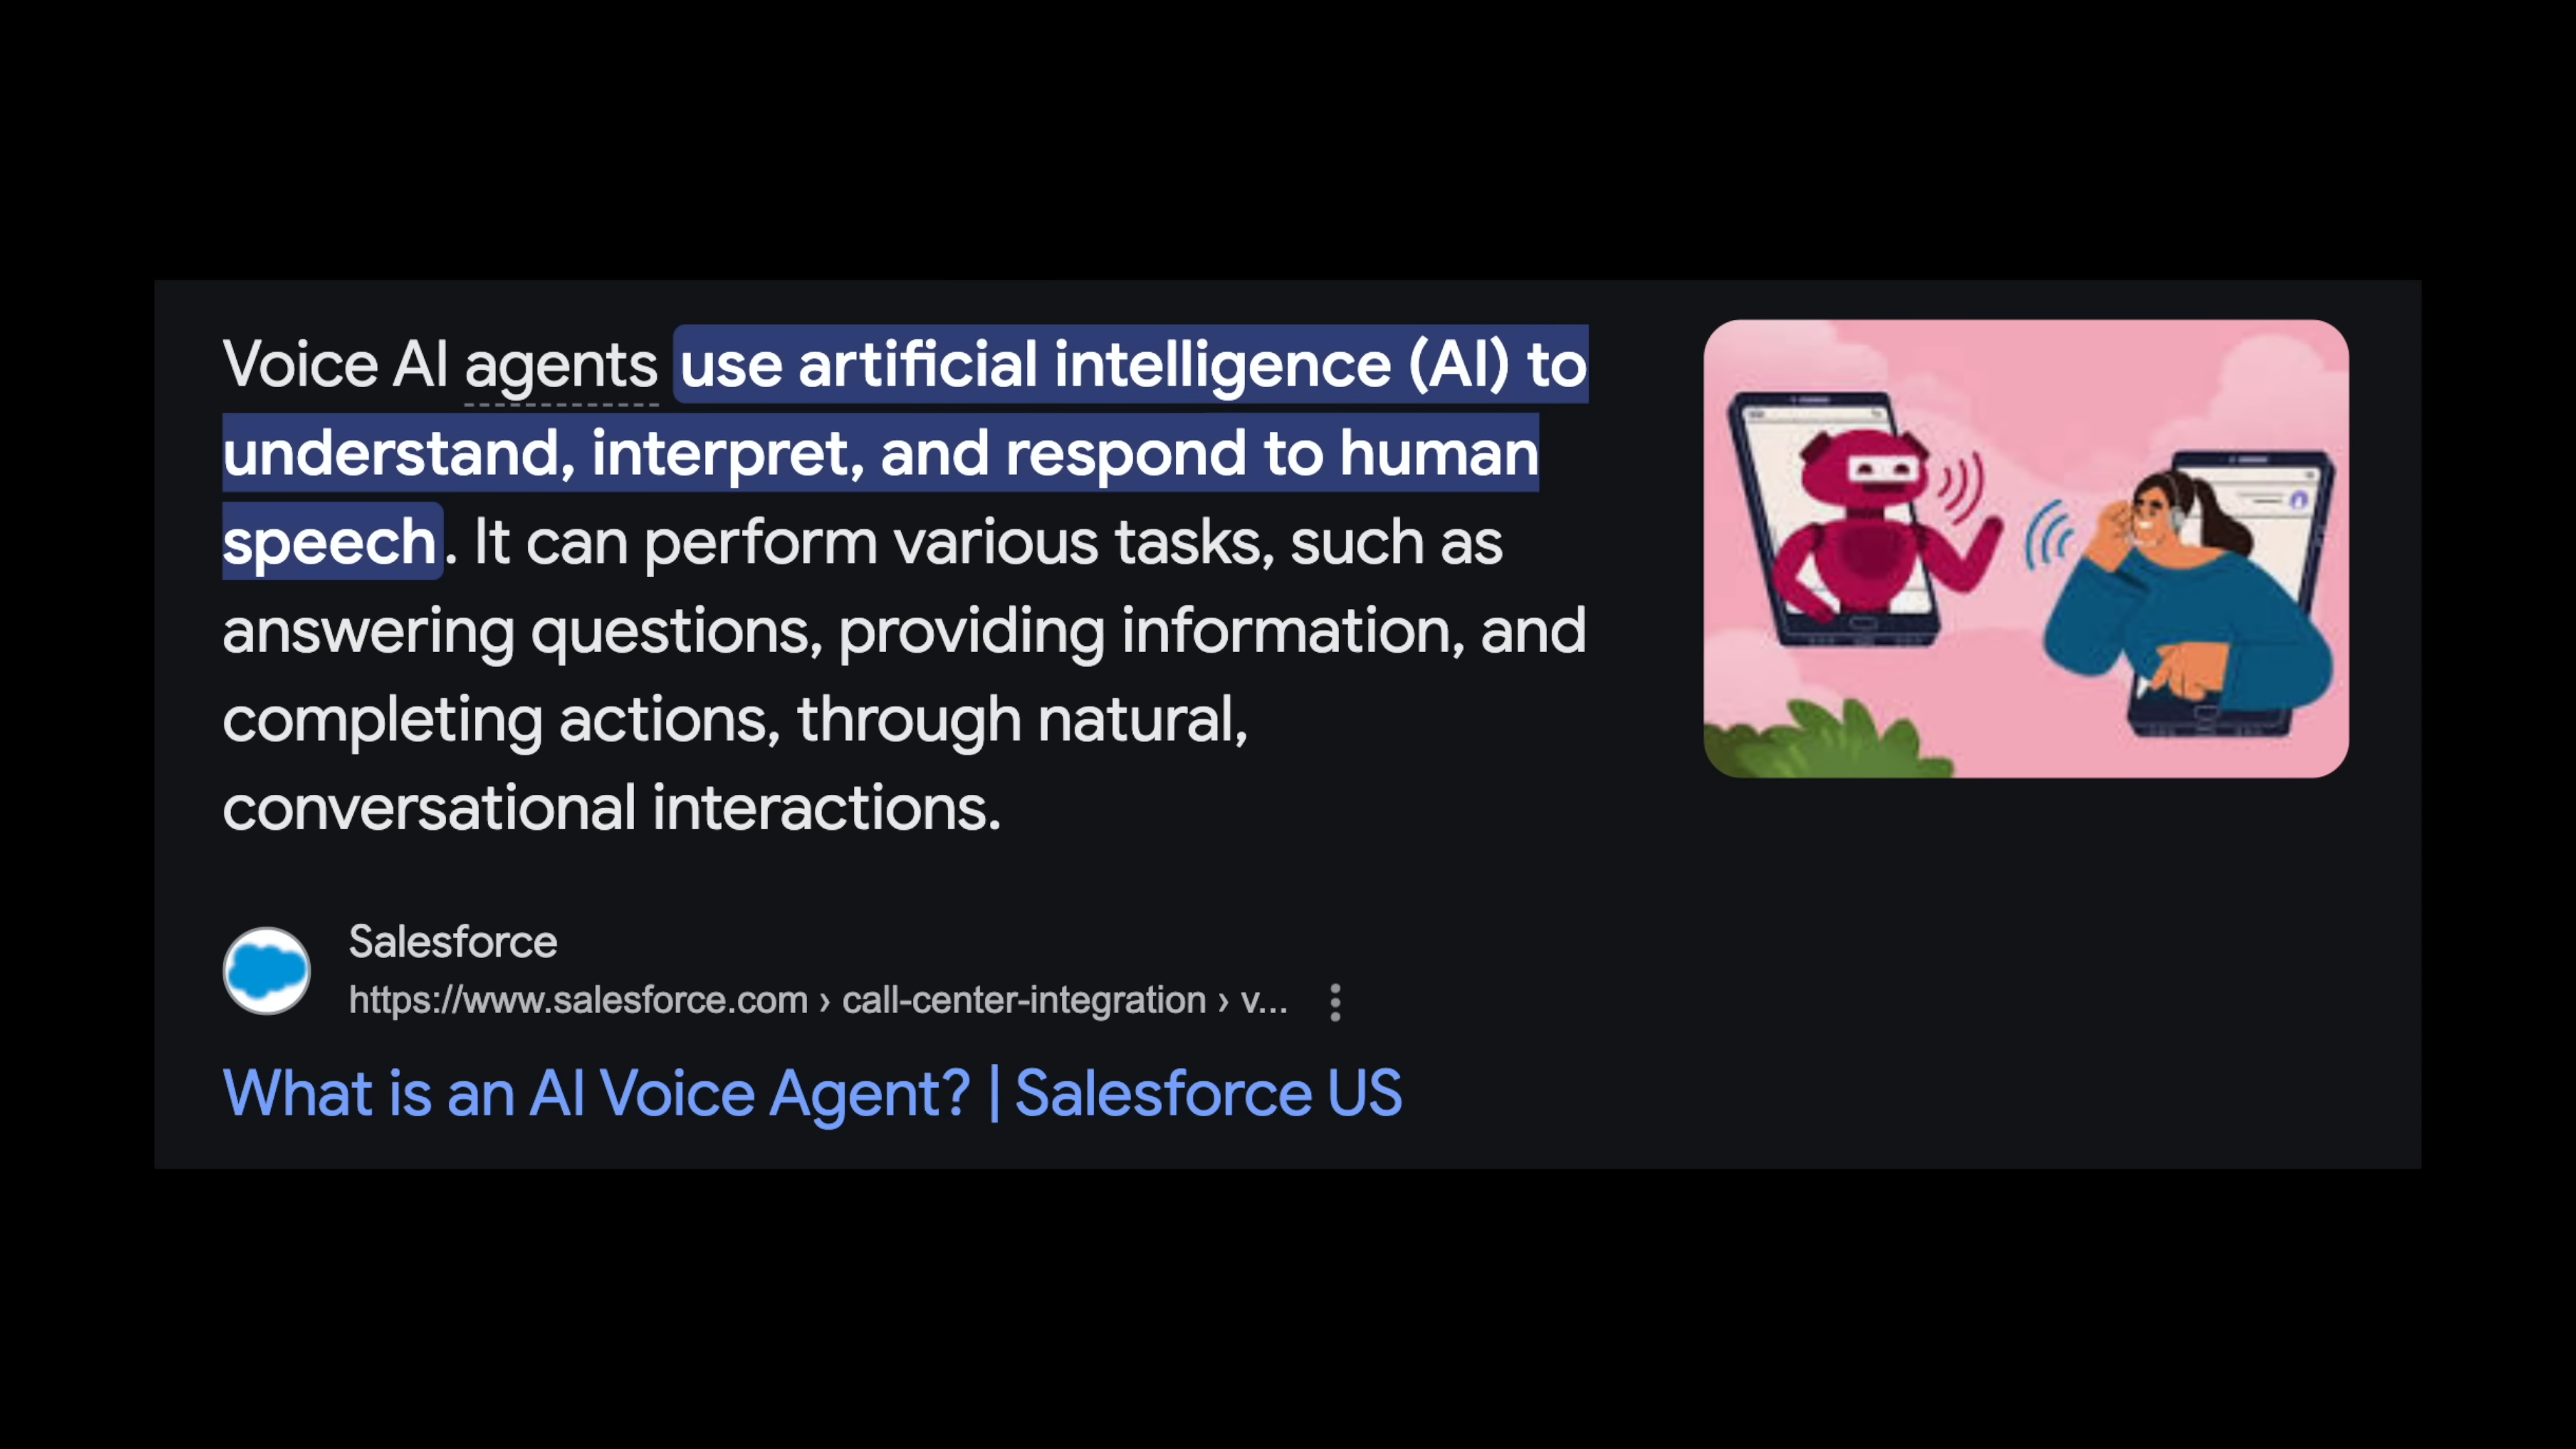 Voice AI agents use artificial intelligence (AI) to
understand, interpret, and respond to human
speech. It can perform various tasks, such as
answering questions, providing information, and
completing actions, through natural,
conversational interactions.
Salesforce
https://www.salesforce.com › call-center-integration › v...
What is an AI Voice Agent? | Salesforce US